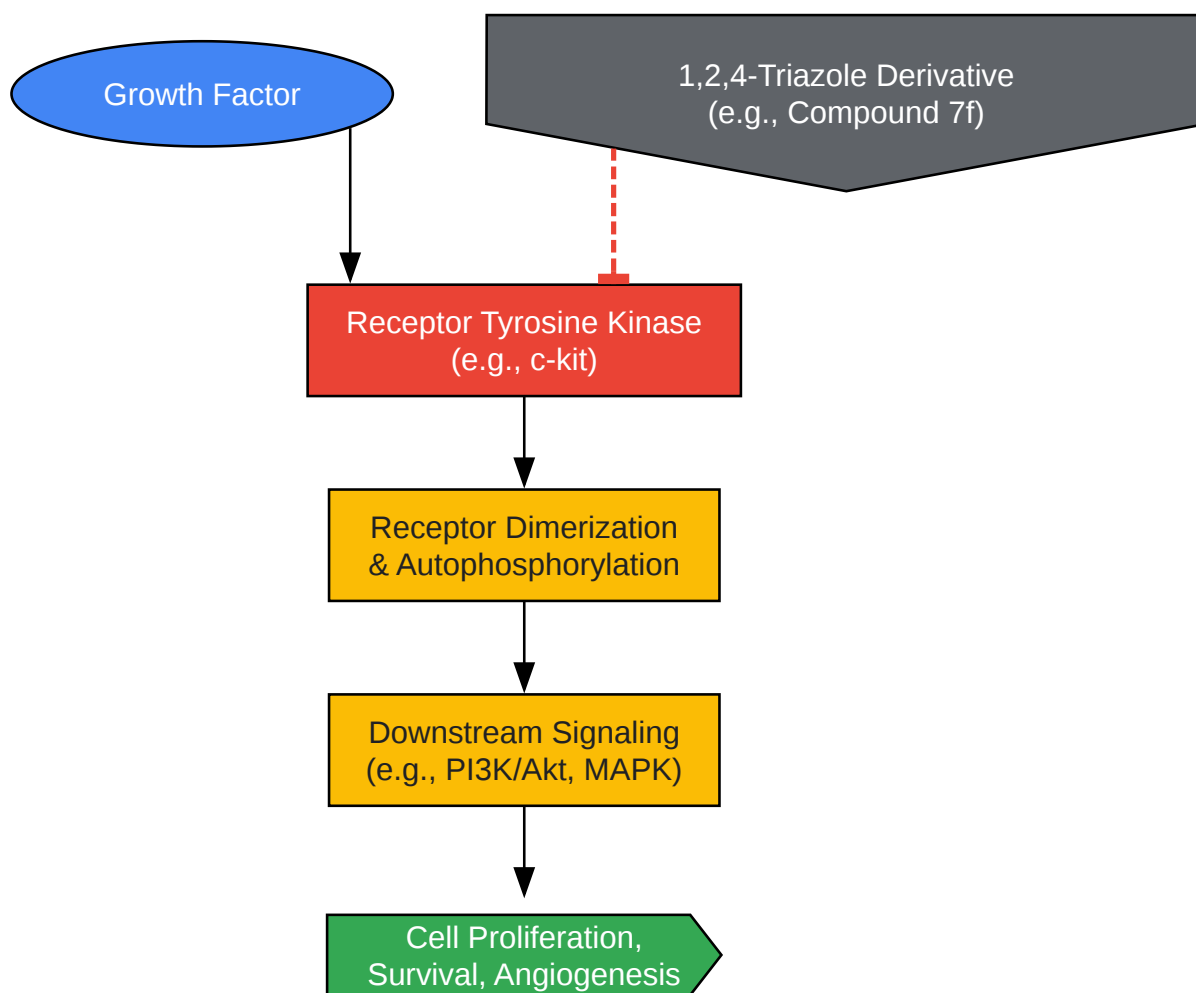 Growth Factor
1,2,4-Triazole Derivative
(e.g., Compound 7f)
Receptor Tyrosine Kinase
(e.g., c-kit)
Receptor Dimerization
& Autophosphorylation
Downstream Signaling
(e.g., PI3K/Akt, MAPK)
Cell Proliferation,
Survival, Angiogenesis